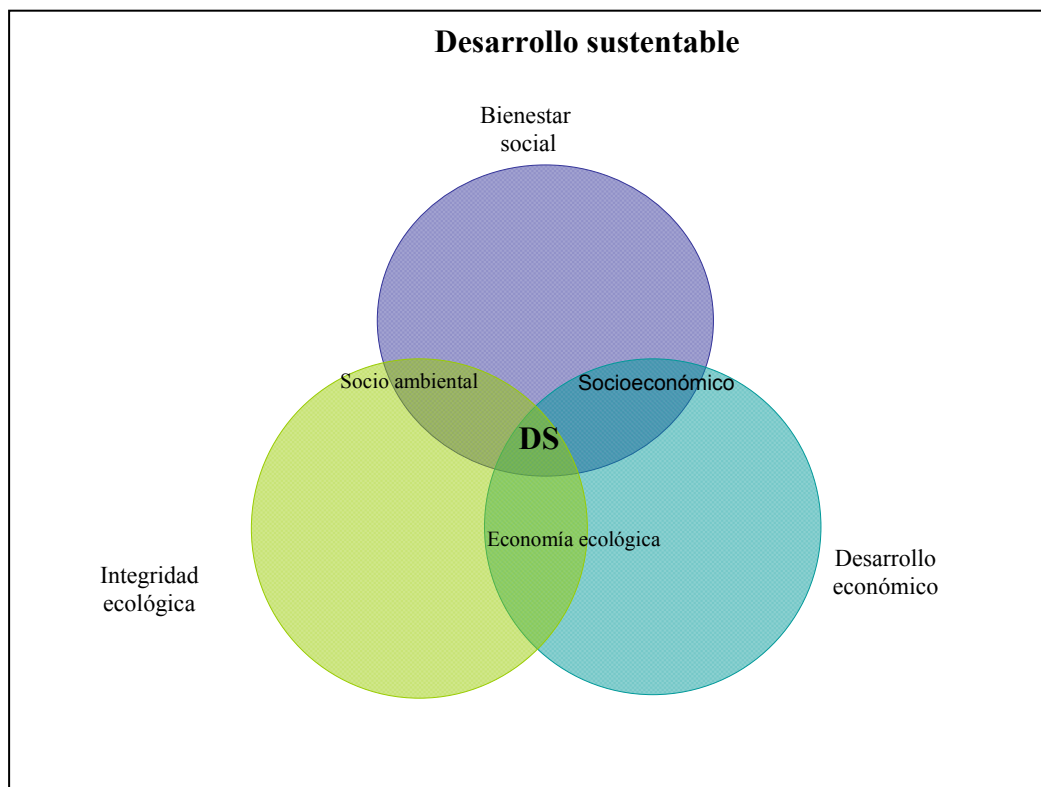 Desarrollo sustentable
Bienestar
social
Socio ambiental
Socioeconómico
DS
Economía ecológica
Integridad
ecológica
Desarrollo
económico